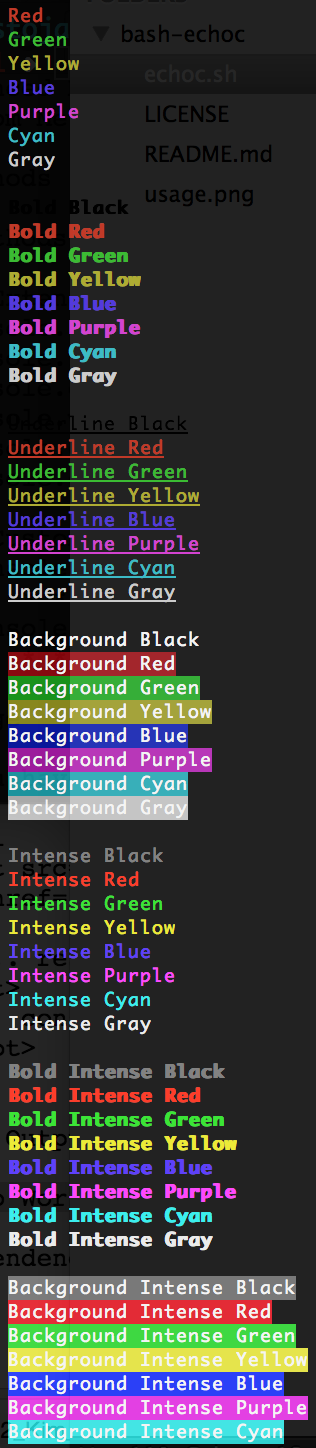 Red
Green
Yellow
Blue
Purple
Cyan
Gray
bash-echoc
echoc.sh
LICENSE
README.md
usage.png
Bold Black
Bold Red
Bold Green
Bold Yellow
Bold Blue
Bold Purple
Bold Cyan
Bold Gray
Underline Black
Underline Red
Underline Green
Underline Yellow
Underline Blue
Underline Purple
Underline Cyan
Underline Gray
Background Black
Background Red
Background Green
Background Yellow
Background Blue
Background Purple
Background Cyan
Background Gray
Intense Black
Intense Red
Intense Green
Intense Yellow
Intense Blue
Intense Purple
Intense Cyan
Intense Gray
Bold Intense Black
Bold Intense Red
Bold Intense Green
Bold Intense Yellow
Bold Intense Blue
Bold Intense Purple
Bold Intense Cyan
Bold Intense Gray
Background Intense Black
Background Intense Red
Background Intense Green
Background Intense Yellow
Background Intense Blue
Background Intense Purple
Background Intense Cyan